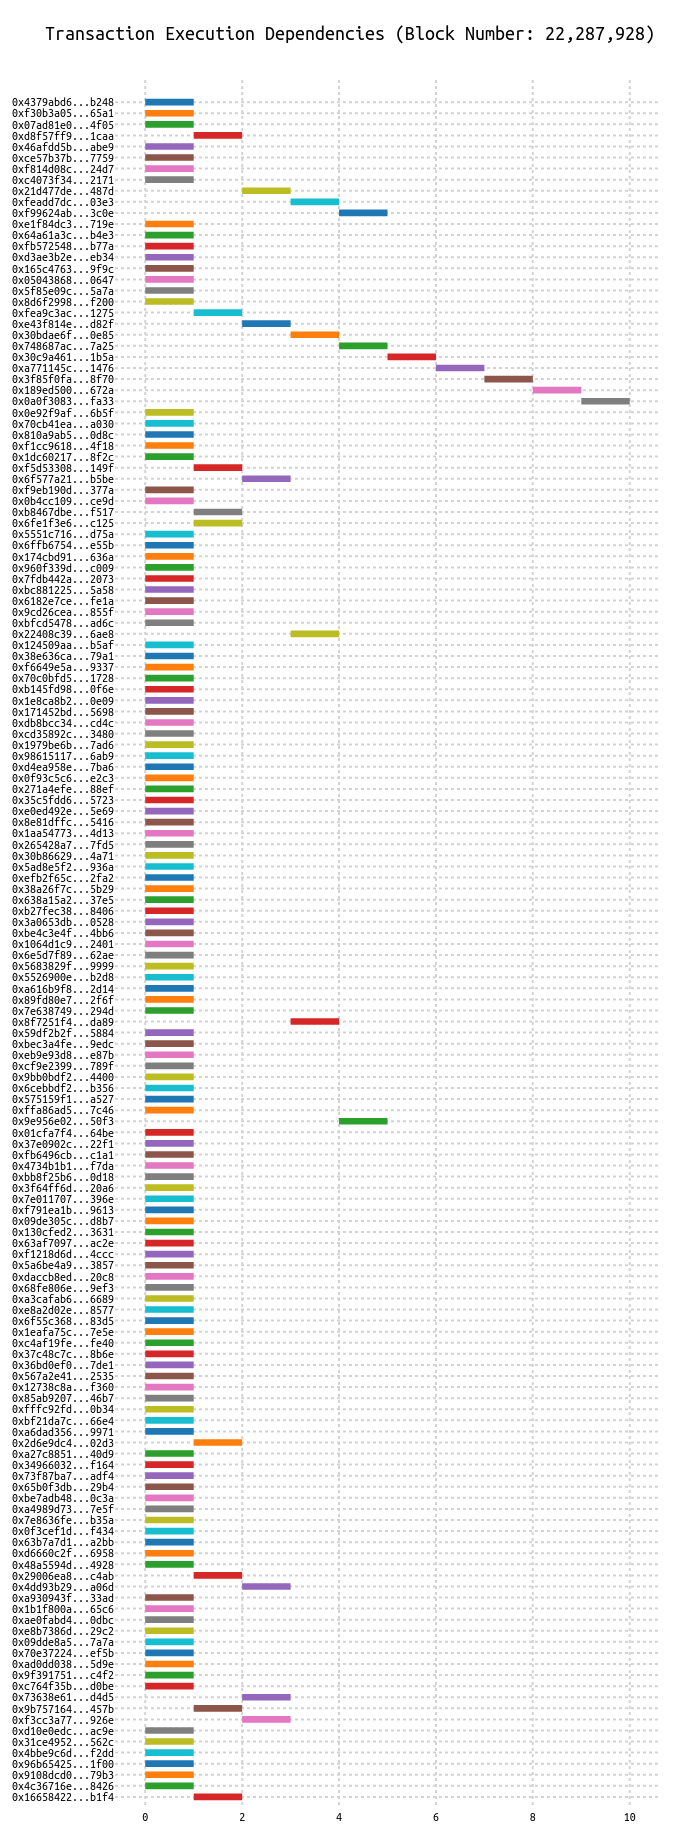 Transaction Execution Dependencies (Block Number: 22,287,928)
0x4379abd6...b248
0xf30b3a05...65a1
0x07ad81e0...4f05
0xd8f57ff9...1caa
0x46afdd5b...abe9
0xce57b37b...7759
0xf814d08c...24d7
0xc4073f34...2171
0x21d477de...487d
0xfeadd7dc...03e3
0xf99624ab...3c0e
0xe1f84dc3...719e
0x64a61a3c...b4e3
0xfb572548...b77a
0xd3ae3b2e...eb34
0x165c4763...9f9c
0x05043868...0647
0x5f85e09c...5a7a
0x8d6f2998...f200
0xfea9c3ac...1275
0xe43f814e...d82f
0x30bdae6f...0e85
0x748687ac...7a25
0x30c9a461...1b5a
0xa771145c...1476
0x3f85f0fa...8f70
0x189ed500...672a
0x0a0f3083...fa33
0x0e92f9af...6b5f
0x70cb41ea...a030
0x810a9ab5...0d8c
0xf1cc9618...4f18
0x1dc60217...8f2c
0xf5d53308...149f
0x6f577a21...b5be
0xf9eb190d...377a
0x0b4cc109...ce9d
0xb8467dbe...f517
0x6fe1f3e6...c125
0x5551c716...d75a
0x6ffb6754...e55b
0x174cbd91...636a
0x960f339d...c009
0x7fdb442a...2073
0xbc881225...5a58
0x6182e7ce...fe1a
0x9cd26cea...855f
0xbfcd5478...ad6c
0x22408c39...6ae8
0x124509aa...b5af
0x38e636ca...79a1
0xf6649e5a...9337
0x70c0bfd5...1728
0xb145fd98...0f6e
0x1e8ca8b2...0e09
0x171452bd...5698
0xdb8bcc34...cd4c
0xcd35892c...3480
0x1979be6b...7ad6
0x98615117...6ab9
0xd4ea958e...7ba6
0x0f93c5c6...e2c3
0x271a4efe...88ef
0x35c5fdd6...5723
0xe0ed492e...5e69
0x8e81dffc...5416
0x1aa54773...4d13
0x265428a7...7fd5
0x30b86629...4a71
0x5ad8e5f2...936a
0xefb2f65c...2fa2
0x38a26f7c...5b29
0x638a15a2...37e5
0xb27fec38...8406
0x3a0653db...0528
0xbe4c3e4f...4bb6
0x1064d1c9...2401
0x6e5d7f89...62ae
0x5683829f...9999
0x5526900e...b2d8
0xa616b9f8...2d14
0x89fd80e7...2f6f
0x7e638749...294d
0x8f7251f4...da89
0x59df2b2f...5884
0xbec3a4fe...9edc
0xeb9e93d8...e87b
0xcf9e2399...789f
0x9bb0bdf2...4400
0x6cebbdf2...b356
0x575159f1...a527
0xffa86ad5...7c46
0x9e956e02...50f3
0x01cfa7f4...64be
0x37e0902c...22f1
0xfb6496cb...c1a1
0x4734b1b1...f7da
0xbb8f25b6...0d18
0x3f64ff6d...20a6
0x7e011707...396e
0xf791ea1b...9613
0x09de305c...d8b7
0x130cfed2...3631
0x63af7097...ac2e
0xf1218d6d...4ccc
0x5a6be4a9...3857
0xdaccb8ed...20c8
0x68fe806e...9ef3
0xa3cafab6...6689
0xe8a2d02e...8577
0x6f55c368...83d5
0x1eafa75c...7e5e
0xc4af19fe...fe40
0x37c48c7c...8b6e
0x36bd0ef0...7de1
0x567a2e41...2535
0x12738c8a...f360
0x85ab9207...46b7
0xfffc92fd...0b34
0xbf21da7c...66e4
0xa6dad356...9971
0x2d6e9dc4...02d3
0xa27c8851...40d9
0x34966032...f164
0x73f87ba7...adf4
0x65b0f3db...29b4
0xbe7adb48...0c3a
0xa4989d73...7e5f
0x7e8636fe...b35a
0x0f3cef1d...f434
0x63b7a7d1...a2bb
0xd6660c2f...6958
0x48a5594d...4928
0x29006ea8...c4ab
0x4dd93b29...a06d
0xa930943f...33ad
0x1b1f800a...65c6
0xae0fabd4...0dbc
0xe8b7386d...29c2
0x09dde8a5...7a7a
0x70e37224...ef5b
0xad0dd038...5d9e
0x9f391751...c4f2
0xc764f35b...d0be
0x73638e61...d4d5
0x9b757164...457b
0xf3cc3a77...926e
0xd10e0edc...ac9e
0x31ce4952...562c
0x4bbe9c6d...f2dd
0x96b65425...1f00
0x9108dcd0...79b3
0x4c36716e...8426
0x16658422...b1f4
0 2 4 6 8 10